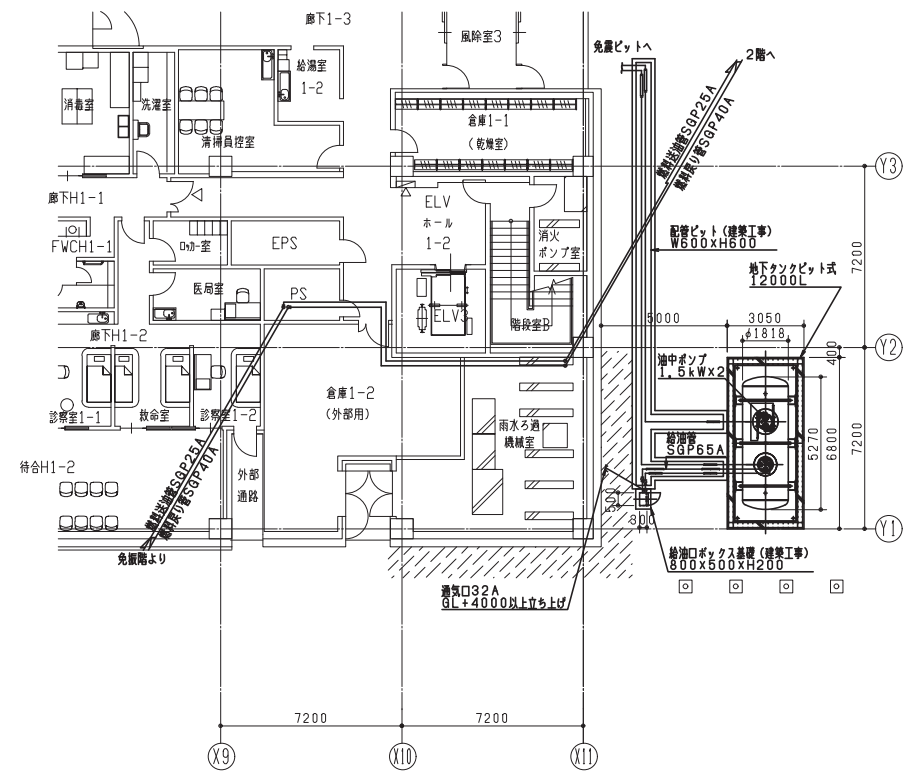 廊下1-3
風除室3
免震ピットへ
2階へ
給湯室
1-2
消毒室
洗濯室
清掃員控室
倉庫1-1
(乾燥室)
燃料送油管SGP25A
燃料戻り管SGP40A
Y3
廊下H1-1
ELV
ホール
1-2
FWCH1-1
ロッカー室
EPS
消火
ポンプ室
配管ピット(建築工事)
W600×H600
7200
地下タンクピット式
12000L
医局室
PS
ELV3
階段室B
5000
3050
φ1818
廊下H1-2
400
Y2
油中ポンプ
1.5kW×2
診察室1-1
救命室
診察室1-2
倉庫1-2
(外部用)
雨水ろ過
機械室
給油管
SGP65A
5270
6800
7200
待合H1-2
外部
通路
燃料送油管SGP25A
燃料戻り管SGP40A
500
800
Y1
免振階より
給油口ボックス基礎(建築工事)
800×500×H200
通気口32A
GL+4000以上立ち上げ
7200
7200
X9
X10
X11